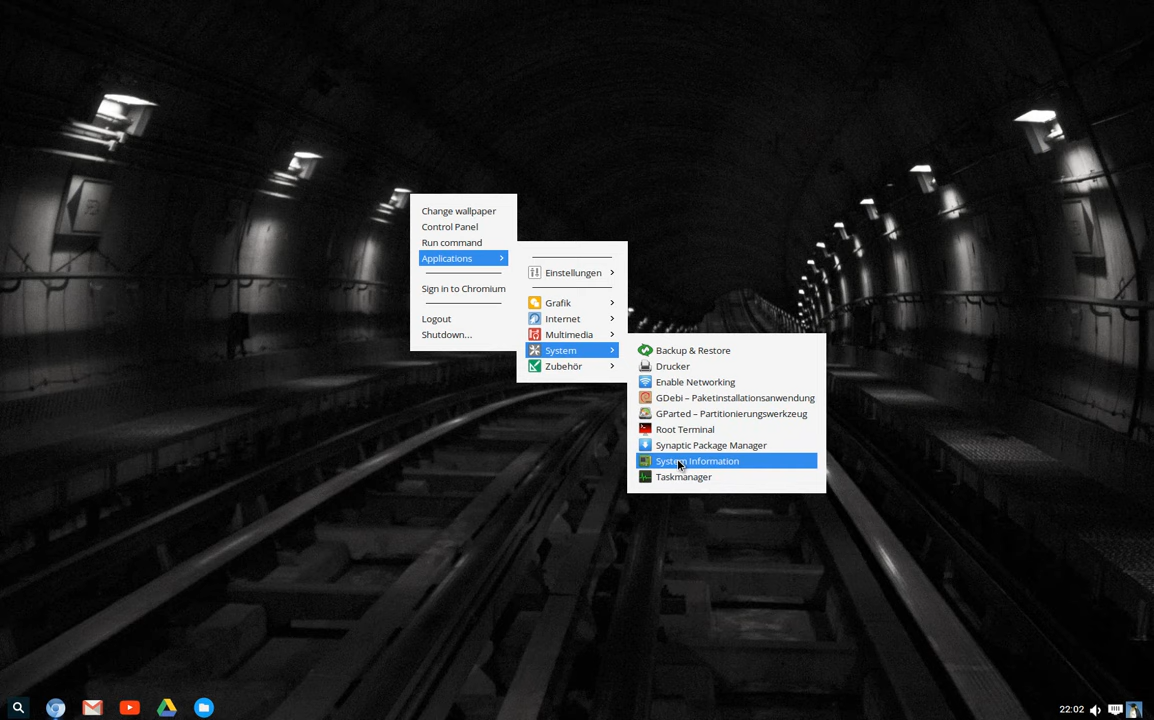 Change wallpaper
Control Panel
Run command
Applications
Sign in to Chromium
Logout
Shutdown...
Einstellungen
Grafik
Internet
Multimedia
System
Zubehör
Backup & Restore
Drucker
Enable Networking
GDebi – Paketinstallationsanwendung
GParted – Partitionierungswerkzeug
Root Terminal
Synaptic Package Manager
System Information
Taskmanager
22:02